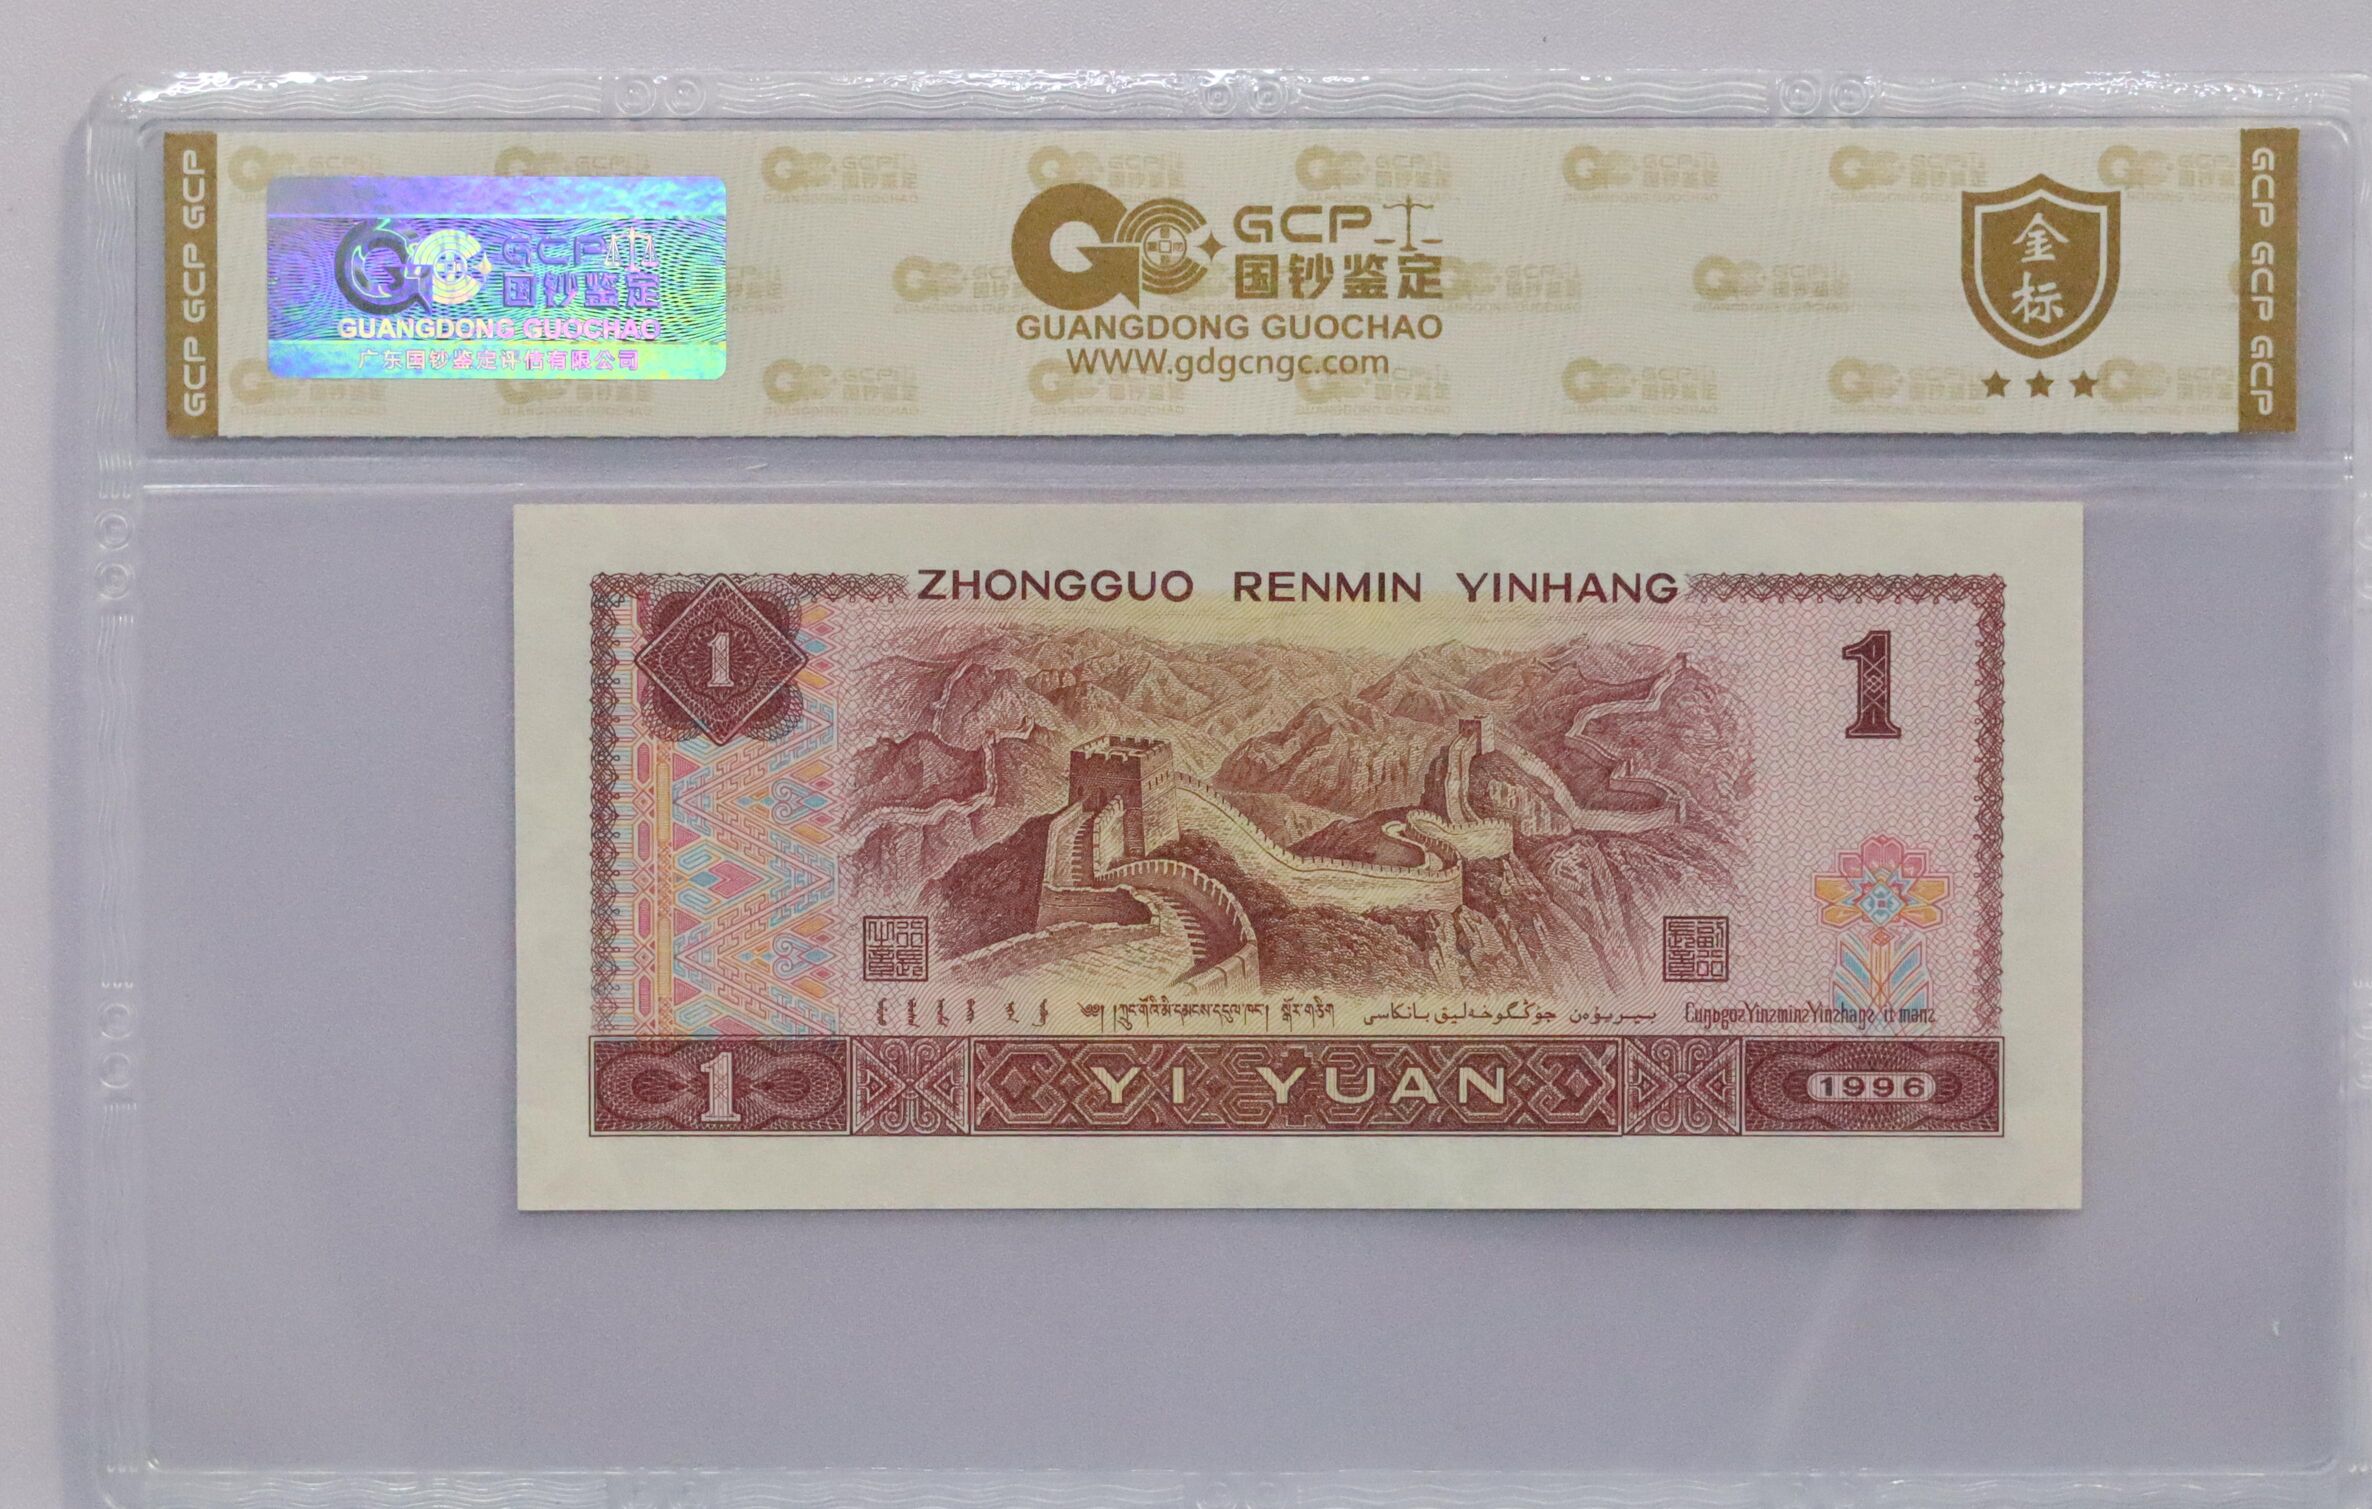 GCP GCP GCP
GCP
国钞鉴定
GUANGDONG GUOCHAO
广东国钞鉴定评估有限公司
GCP
国钞鉴定
GUANGDONG GUOCHAO
WWW.gdgcngc.com
金
标
GCP GCP GCP
ZHONGGUO RENMIN YINHANG
1
1
1
YI YUAN
1996